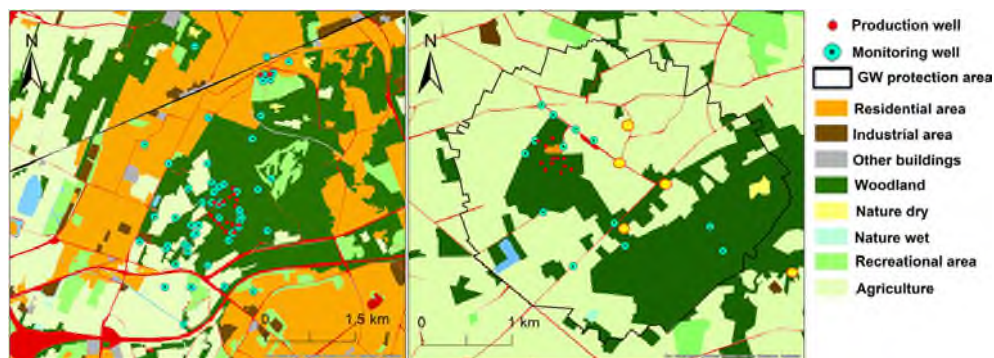 N
0
1.5 km
N
0
1 km
Production well
Monitoring well
GW protection area
Residential area
Industrial area
Other buildings
Woodland
Nature dry
Nature wet
Recreational area
Agriculture